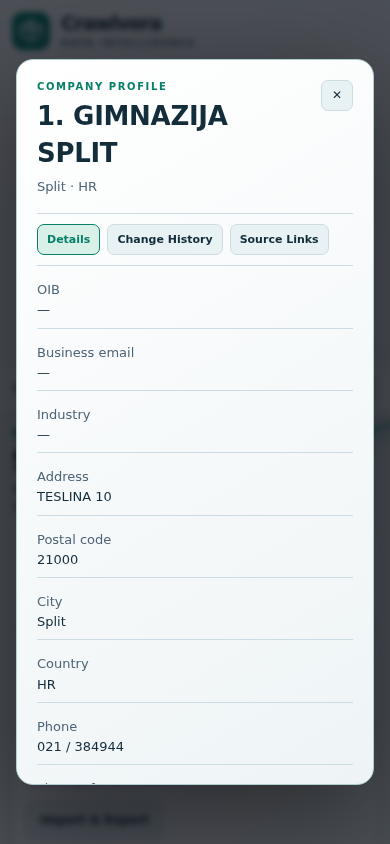 Crawlvera
COMPANY PROFILE
×
1. GIMNAZIJA
SPLIT
Split · HR
Details
Change History
Source Links
OIB
—
Business email
—
Industry
—
Address
TESLINA 10
Postal code
21000
City
Split
Country
HR
Phone
021 / 384944
Import & Export